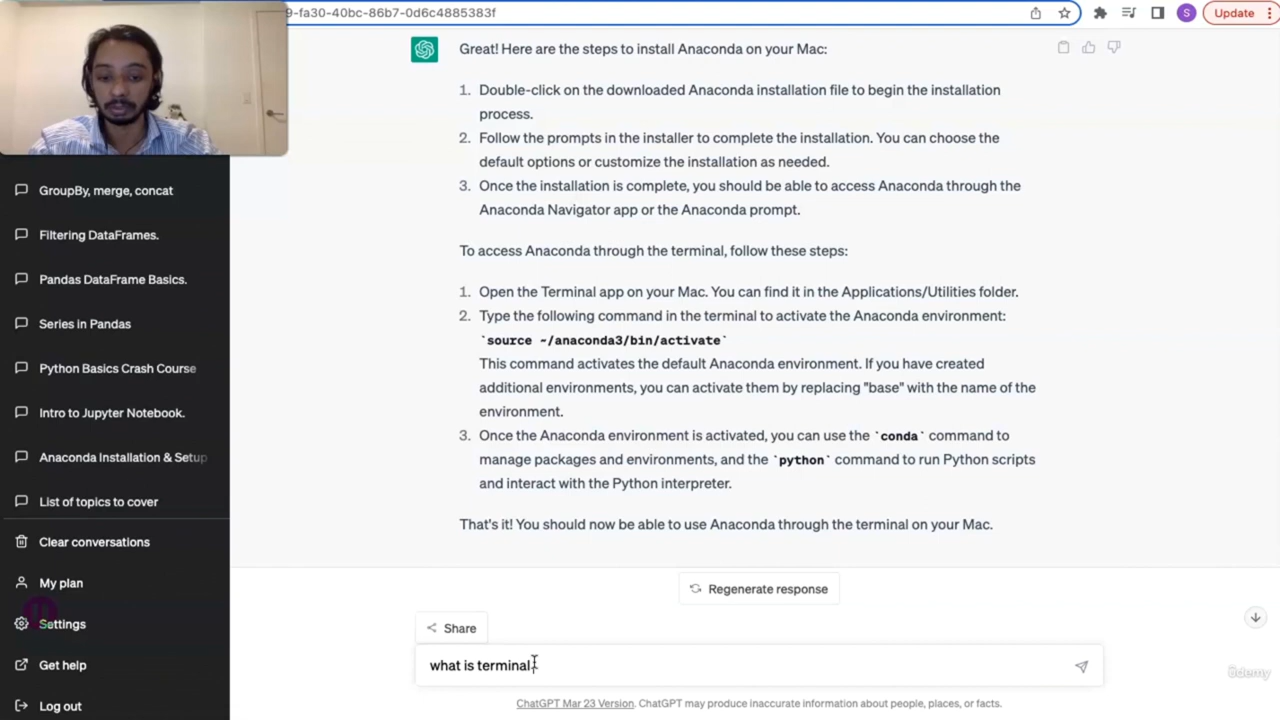 9-fa30-40bc-86b7-0d6c4885383f
S
Update
Great! Here are the steps to install Anaconda on your Mac:
1. Double-click on the downloaded Anaconda installation file to begin the installation
process.
2. Follow the prompts in the installer to complete the installation. You can choose the
default options or customize the installation as needed.
3. Once the installation is complete, you should be able to access Anaconda through the
Anaconda Navigator app or the Anaconda prompt.
To access Anaconda through the terminal, follow these steps:
1. Open the Terminal app on your Mac. You can find it in the Applications/Utilities folder.
2. Type the following command in the terminal to activate the Anaconda environment:
`source ~/anaconda3/bin/activate`
This command activates the default Anaconda environment. If you have created
additional environments, you can activate them by replacing "base" with the name of the
environment.
3. Once the Anaconda environment is activated, you can use the `conda` command to
manage packages and environments, and the `python` command to run Python scripts
and interact with the Python interpreter.
That's it! You should now be able to use Anaconda through the terminal on your Mac.
GroupBy, merge, concat
Filtering DataFrames.
Pandas DataFrame Basics.
Series in Pandas
Python Basics Crash Course
Intro to Jupyter Notebook.
Anaconda Installation & Setup
List of topics to cover
Clear conversations
My plan
Settings
Get help
Log out
Regenerate response
Share
what is terminal
ChatGPT Mar 23 Version. ChatGPT may produce inaccurate information about people, places, or facts.